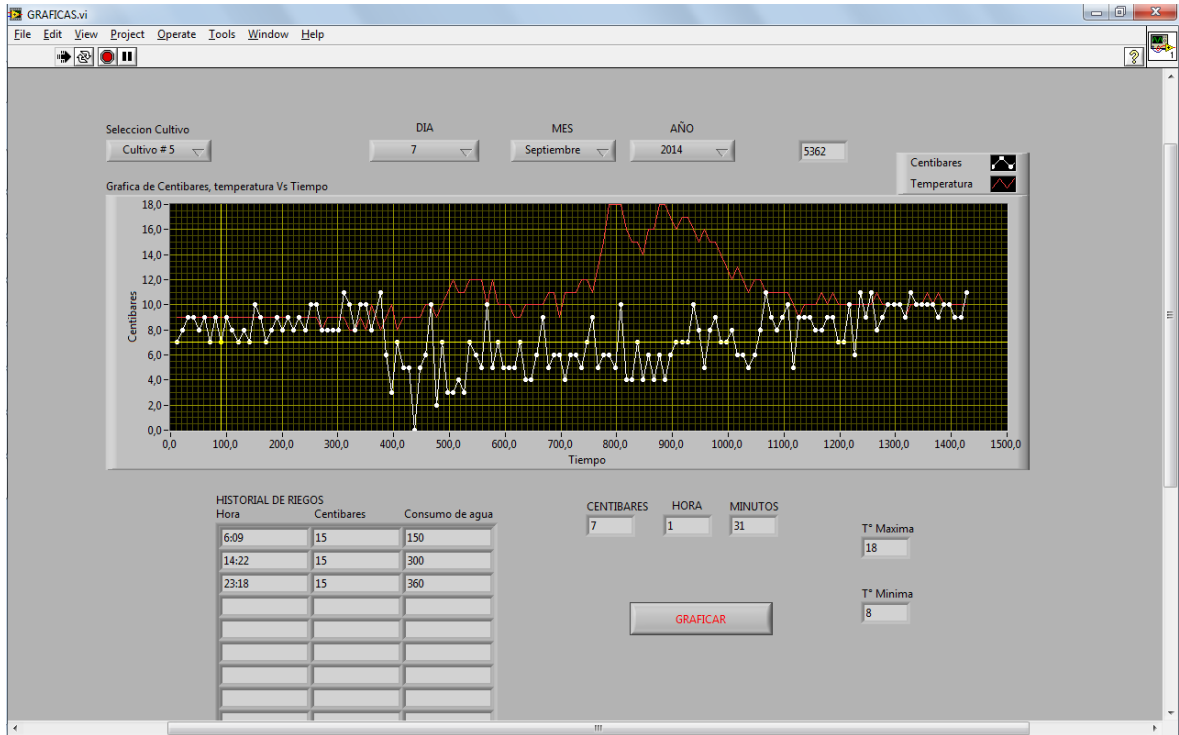 GRAFICAS.vi
File Edit View Project Operate Tools Window Help
?
1
Seleccion Cultivo
Cultivo # 5
DIA
7
MES
Septiembre
AÑO
2014
5362
Centibares
Temperatura
Grafica de Centibares, temperatura Vs Tiempo
18,0
16,0
14,0
12,0
10,0
8,0
6,0
4,0
2,0
0,0
Centibares
0,0 100,0 200,0 300,0 400,0 500,0 600,0 700,0 800,0 900,0 1000,0 1100,0 1200,0 1300,0 1400,0 1500,0
Tiempo
HISTORIAL DE RIEGOS
Hora Centibares Consumo de agua
6:09 15 150
14:22 15 300
23:18 15 360
CENTIBARES HORA MINUTOS
7 1 31
T° Maxima
18
T° Minima
8
GRAFICAR